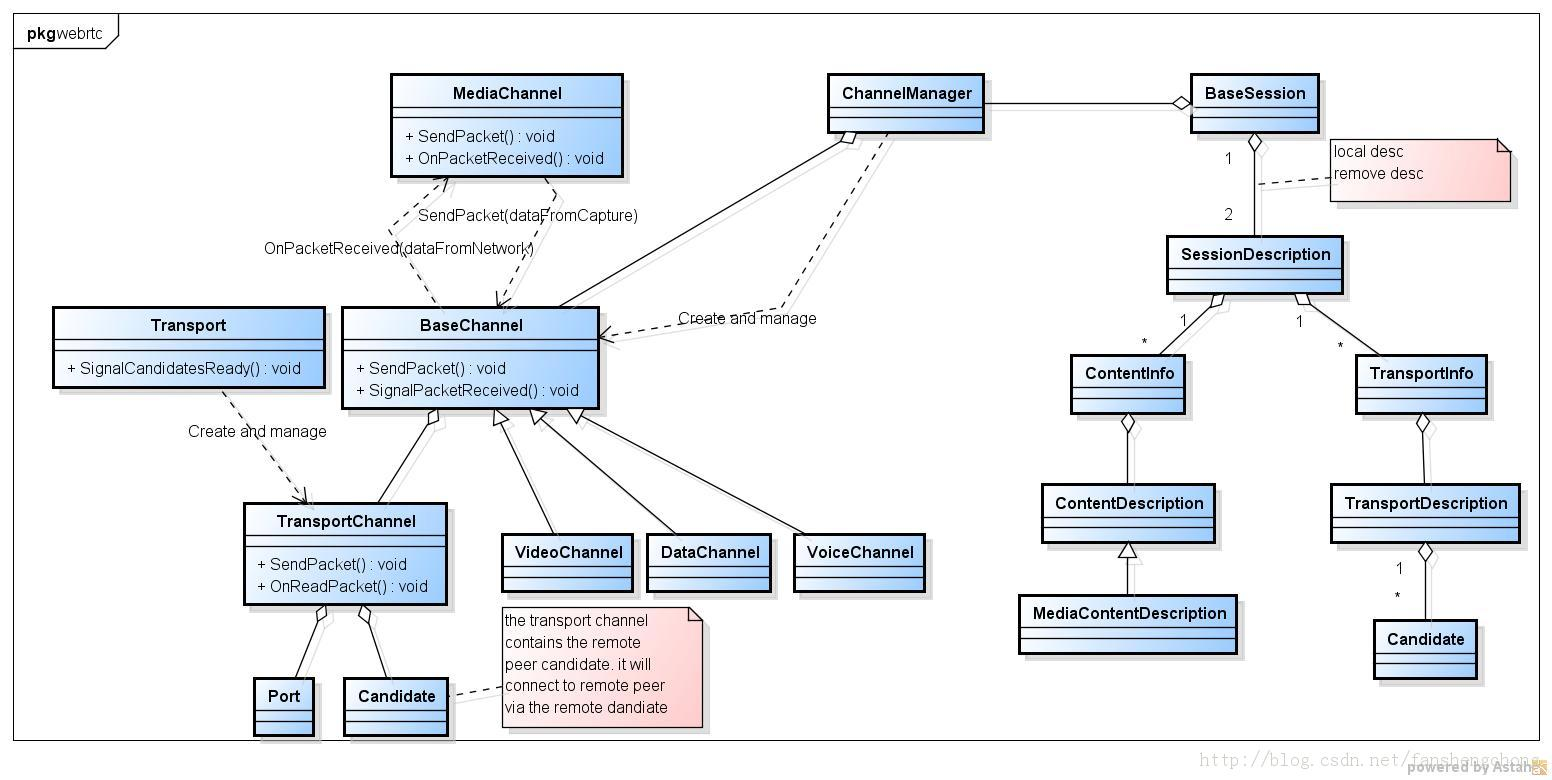 pkg webrtc
MediaChannel
+ SendPacket() : void
+ OnPacketReceived() : void
ChannelManager
BaseSession
local desc
remove desc
1
2
SendPacket(dataFromCapture)
OnPacketReceived(dataFromNetwork)
SessionDescription
Transport
+ SignalCandidatesReady() : void
BaseChannel
+ SendPacket() : void
+ SignalPacketReceived() : void
Create and manage
1
*
1
*
ContentInfo
TransportInfo
Create and manage
TransportChannel
+ SendPacket() : void
+ OnReadPacket() : void
VideoChannel
DataChannel
VoiceChannel
ContentDescription
TransportDescription
1
*
MediaContentDescription
Candidate
the transport channel
contains the remote
peer candidate. it will
connect to remote peer
via the remote dandiate
Port
Candidate
http://blog.csdn.net/fanshengchong
powered by Astah